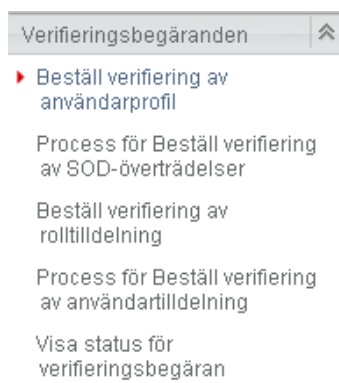 Verifieringsbegäranden
Beställ verifiering av
användarprofil
Process för Beställ verifiering
av SOD-överträdelser
Beställ verifiering av
rolltilldelning
Process för Beställ verifiering
av användartilldelning
Visa status för
verifieringsbegäran